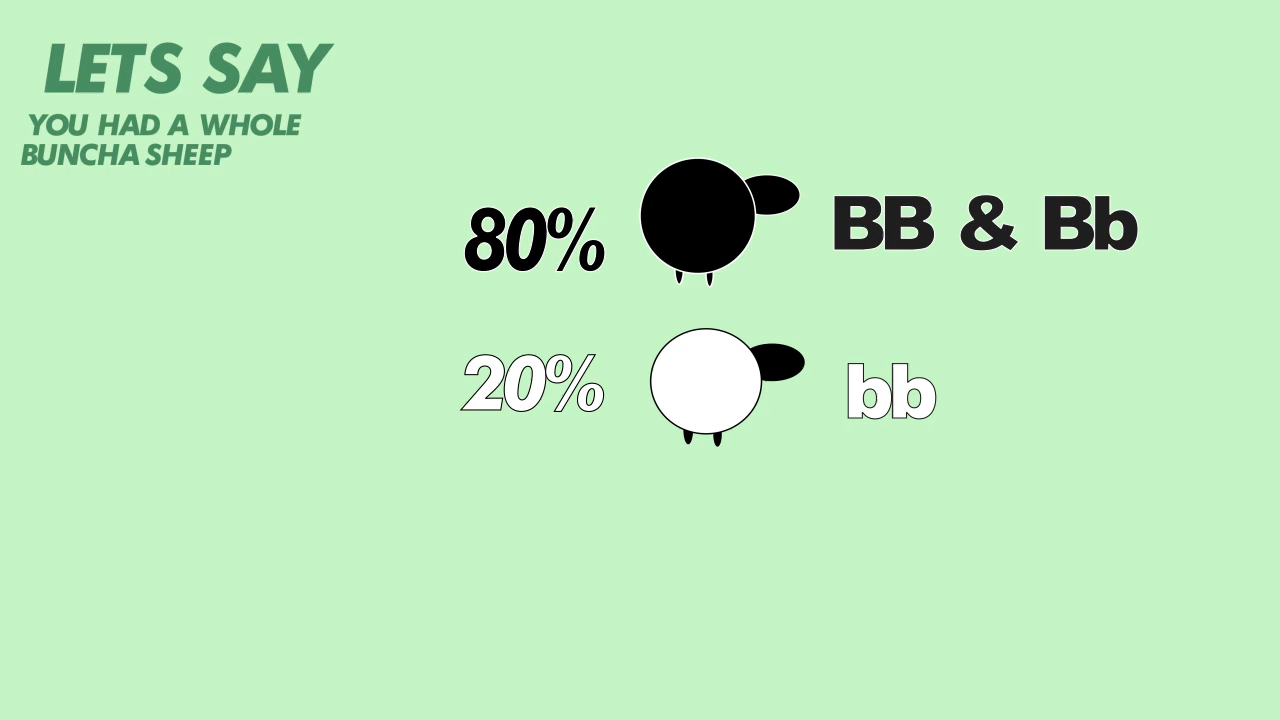 LETS SAY
YOU HAD A WHOLE
BUNCHA SHEEP
80% BB & Bb
20% bb